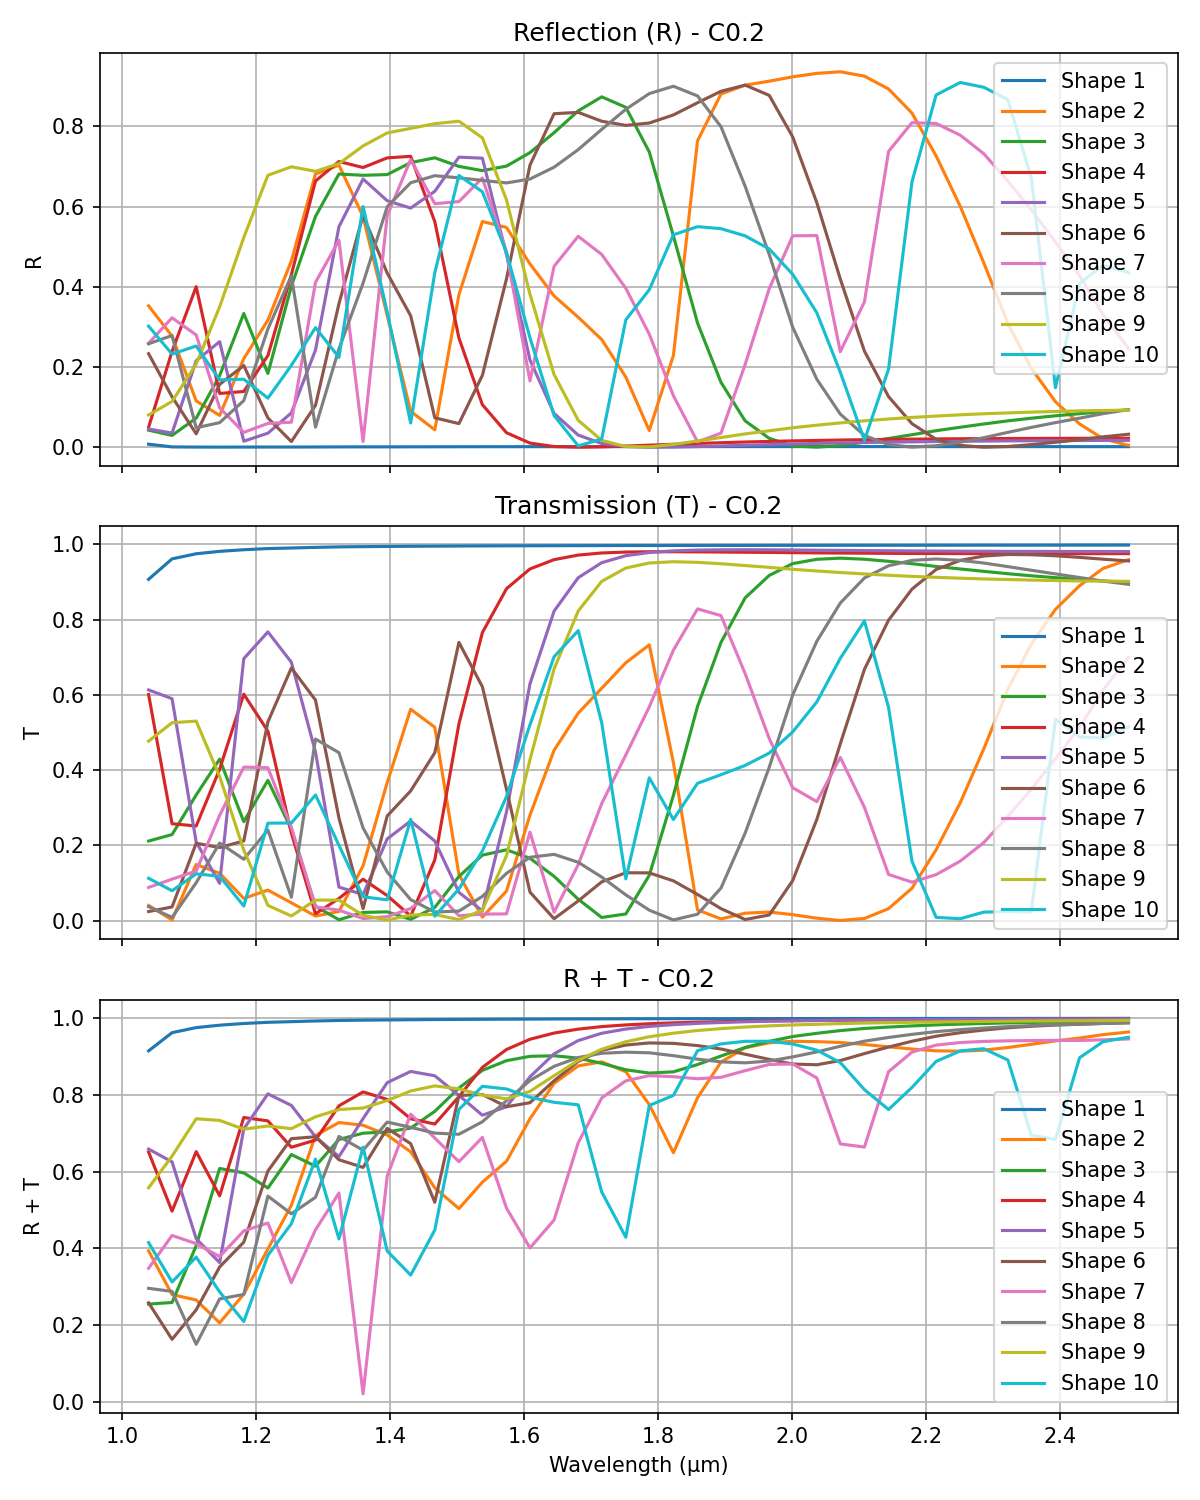 Reflection (R) - C0.2
R
0.8
0.6
0.4
0.2
0.0
Shape 1
Shape 2
Shape 3
Shape 4
Shape 5
Shape 6
Shape 7
Shape 8
Shape 9
Shape 10
Transmission (T) - C0.2
T
1.0
0.8
0.6
0.4
0.2
0.0
Shape 1
Shape 2
Shape 3
Shape 4
Shape 5
Shape 6
Shape 7
Shape 8
Shape 9
Shape 10
R + T - C0.2
R + T
1.0
0.8
0.6
0.4
0.2
0.0
Shape 1
Shape 2
Shape 3
Shape 4
Shape 5
Shape 6
Shape 7
Shape 8
Shape 9
Shape 10
1.0 1.2 1.4 1.6 1.8 2.0 2.2 2.4
Wavelength (μm)